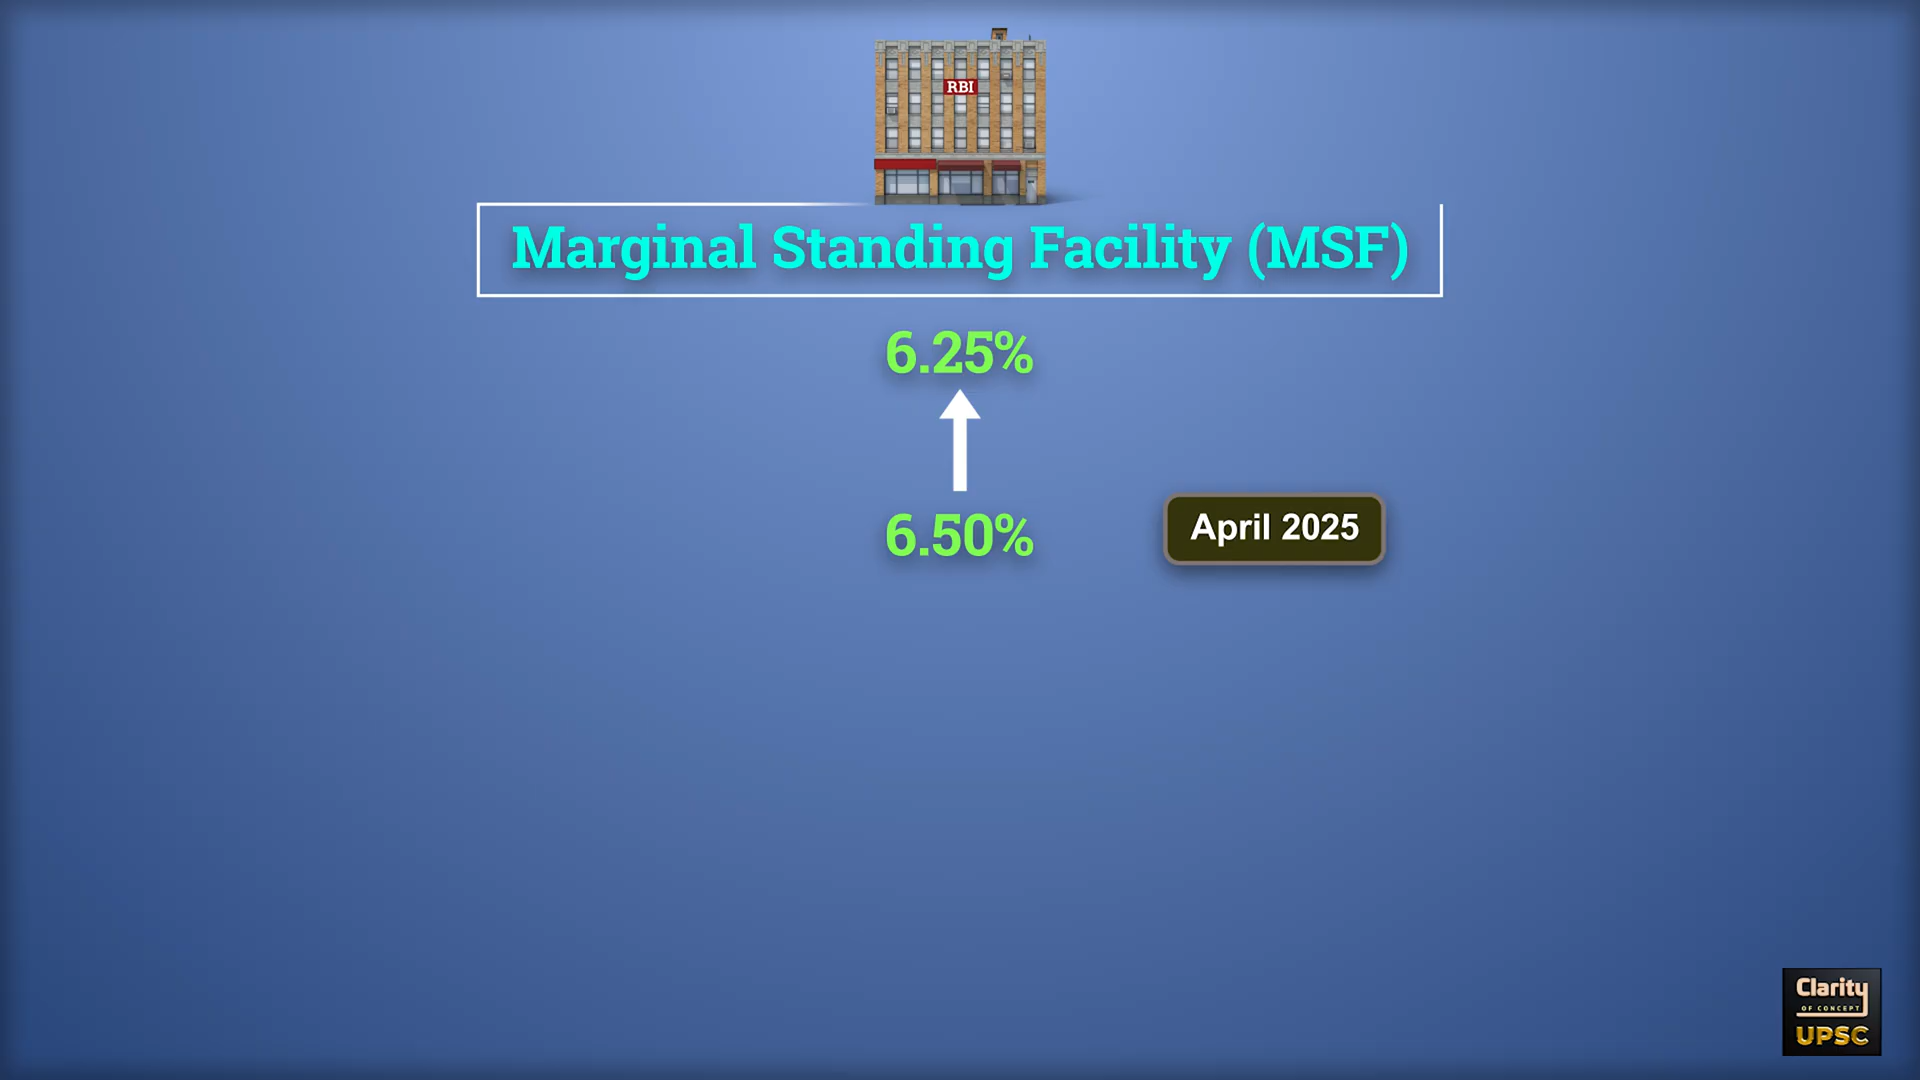 RBI
Marginal Standing Facility (MSF)
6.25%
6.50%
April 2025
Clarity
OF CONCEPT
UPSC